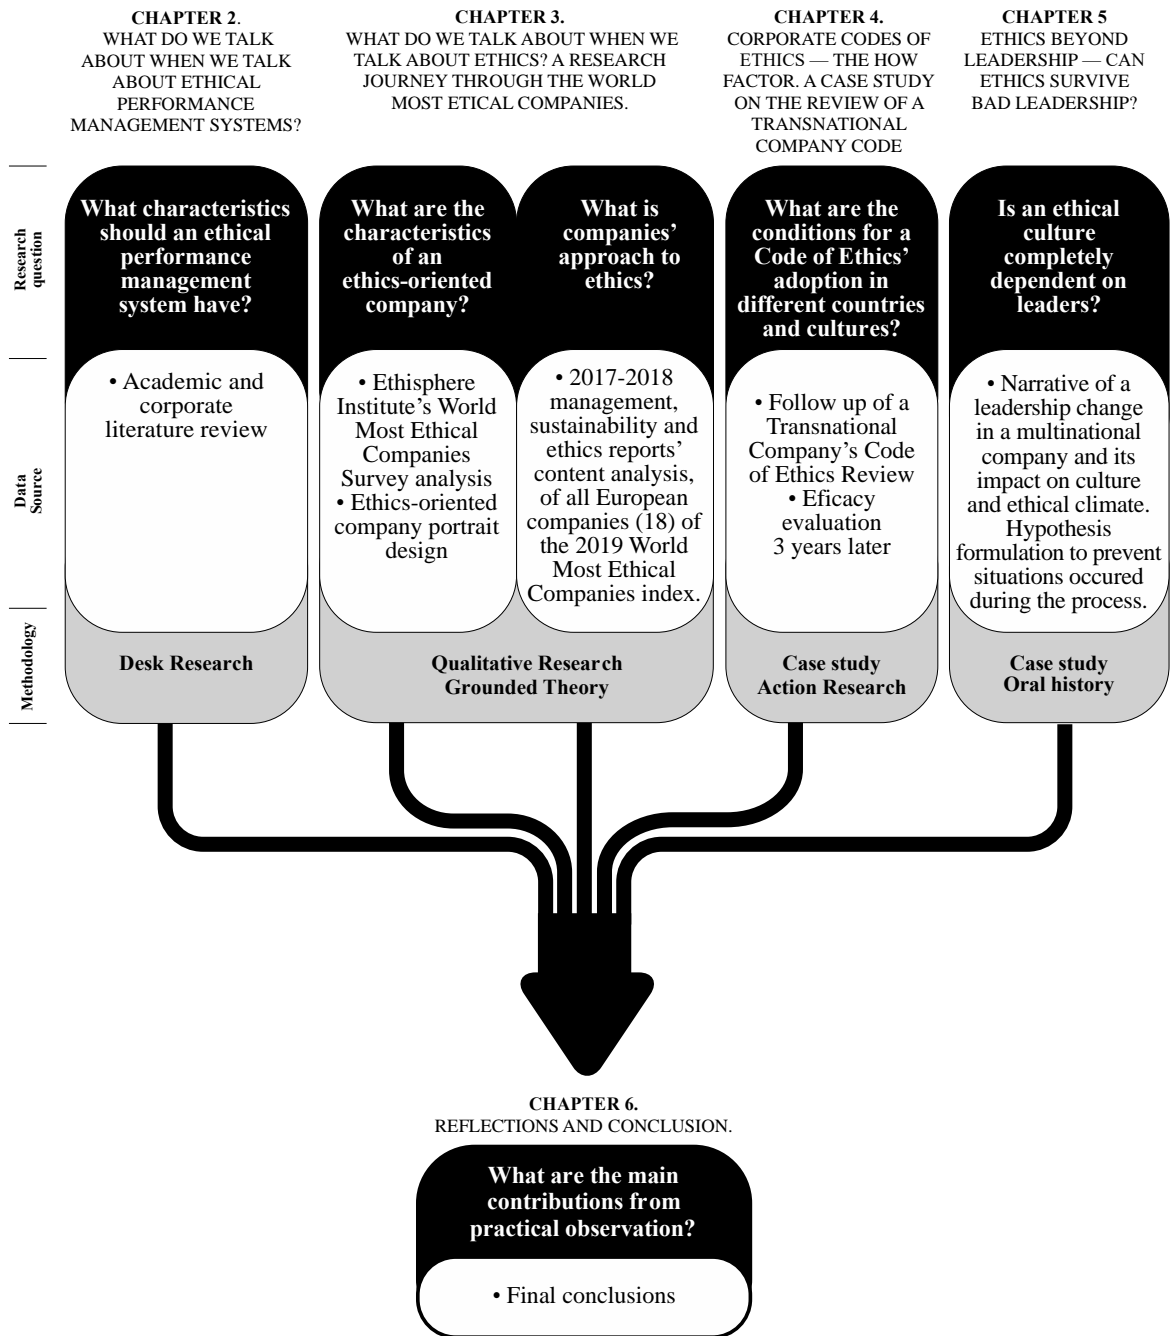 CHAPTER 2.
WHAT DO WE TALK
ABOUT WHEN WE TALK
ABOUT ETHICAL
PERFORMANCE
MANAGEMENT SYSTEMS?
CHAPTER 3.
WHAT DO WE TALK ABOUT WHEN WE
TALK ABOUT ETHICS? A RESEARCH
JOURNEY THROUGH THE WORLD
MOST ETICAL COMPANIES.
CHAPTER 4.
CORPORATE CODES OF
ETHICS — THE HOW
FACTOR. A CASE STUDY
ON THE REVIEW OF A
TRANSNATIONAL
COMPANY CODE
CHAPTER 5
ETHICS BEYOND
LEADERSHIP — CAN
ETHICS SURVIVE
BAD LEADERSHIP?
Research
question
What characteristics
should an ethical
performance
management
system have?
What are the
characteristics
of an
ethics-oriented
company?
What is
companies’
approach to
ethics?
What are the
conditions for a
Code of Ethics’
adoption in
different countries
and cultures?
Is an ethical
culture
completely
dependent on
leaders?
Data
Source
• Academic and
corporate
literature review
• Ethisphere
Institute’s World
Most Ethical
Companies
Survey analysis
• Ethics-oriented
company portrait
design
• 2017-2018
management,
sustainability and
ethics reports’
content analysis,
of all European
companies (18) of
the 2019 World
Most Ethical
Companies index.
• Follow up of a
Transnational
Company’s Code
of Ethics Review
• Eficacy
evaluation
3 years later
• Narrative of a
leadership change
in a multinational
company and its
impact on culture
and ethical climate.
Hypothesis
formulation to prevent
situations occured
during the process.
Methodology
Desk Research
Qualitative Research
Grounded Theory
Case study
Action Research
Case study
Oral history
CHAPTER 6.
REFLECTIONS AND CONCLUSION.
What are the main
contributions from
practical observation?
• Final conclusions